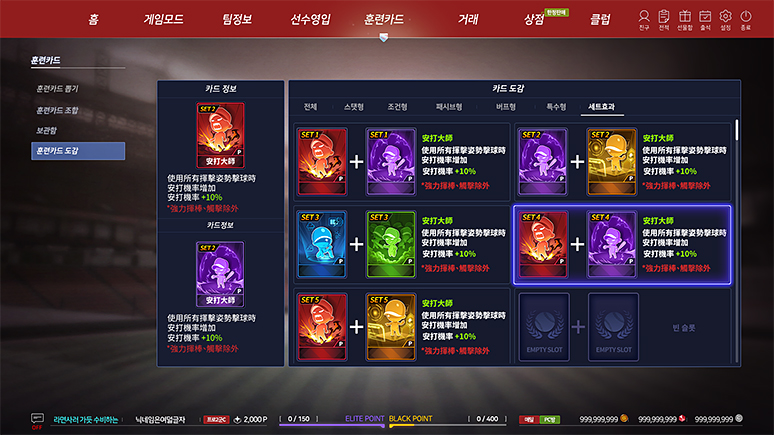 홈 게임모드 팀정보 선수영입 훈련카드 거래 상점 한정판매 클럽
친구 전적 선물함 출석 설정 종료
훈련카드
훈련카드 뽑기
훈련카드 조합
보관함
훈련카드 도감
카드 정보
SET 2
安打大師
P
使用所有揮擊姿勢擊球時
安打機率增加
安打機率 +10%
*強力揮棒、觸擊除外
카드정보
SET 2
安打大師
P
使用所有揮擊姿勢擊球時
安打機率增加
安打機率 +10%
*強力揮棒、觸擊除外
카드 도감
전체 스탯형 조건형 패시브형 버프형 특수형 세트효과
SET 1 P + SET 1 P
安打大師
使用所有揮擊姿勢擊球時
安打機率增加
安打機率 +10%
*強力揮棒、觸擊除外
SET 2 P + SET 2 P
安打大師
使用所有揮擊姿勢擊球時
安打機率增加
安打機率 +10%
*強力揮棒、觸擊除外
SET 3 P + SET 3 P
安打大師
使用所有揮擊姿勢擊球時
安打機率增加
安打機率 +10%
*強力揮棒、觸擊除外
SET 4 P + SET 4 P
安打大師
使用所有揮擊姿勢擊球時
安打機率增加
安打機率 +10%
*強力揮棒、觸擊除外
SET 5 P + SET 5 P
安打大師
使用所有揮擊姿勢擊球時
安打機率增加
安打機率 +10%
*強力揮棒、觸擊除外
EMPTY SLOT + EMPTY SLOT
빈 슬롯
OFF 라면사러 가듯 수비하는 닉네임은여덟글자 프로2군C 2,000 P 0 / 150 ELITE POINT BLACK POINT 0 / 400 PC방 999,999,999 999,999,999 999,999,999